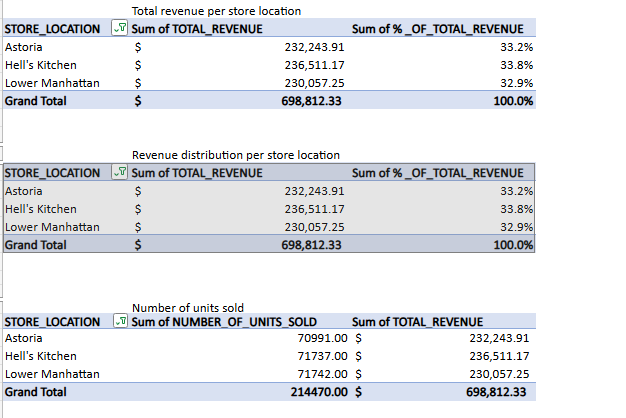 Total revenue per store location
STORE_LOCATION Sum of TOTAL_REVENUE Sum of %_OF_TOTAL_REVENUE
Astoria $ 232,243.91 33.2%
Hell's Kitchen $ 236,511.17 33.8%
Lower Manhattan $ 230,057.25 32.9%
Grand Total $ 698,812.33 100.0%
Revenue distribution per store location
STORE_LOCATION Sum of TOTAL_REVENUE Sum of %_OF_TOTAL_REVENUE
Astoria $ 232,243.91 33.2%
Hell's Kitchen $ 236,511.17 33.8%
Lower Manhattan $ 230,057.25 32.9%
Grand Total $ 698,812.33 100.0%
Number of units sold
STORE_LOCATION Sum of NUMBER_OF_UNITS_SOLD Sum of TOTAL_REVENUE
Astoria 70991.00 $ 232,243.91
Hell's Kitchen 71737.00 $ 236,511.17
Lower Manhattan 71742.00 $ 230,057.25
Grand Total 214470.00 $ 698,812.33